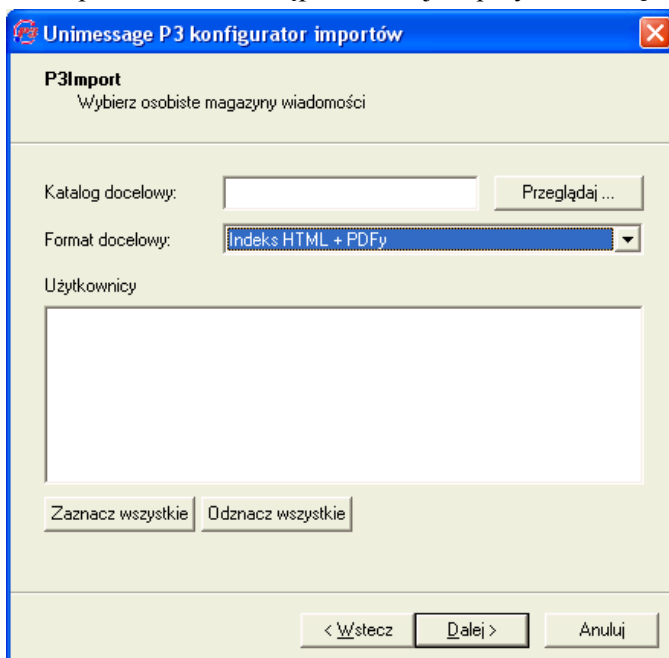 Unimessage P3 konfigurator importów
P3Import
Wybierz osobiste magazyny wiadomości
Katalog docelowy:
Przeglądaj ...
Format docelowy:
Indeks HTML + PDFy
Użytkownicy
Zaznacz wszystkie Odznacz wszystkie
< Wstecz Dalej > Anuluj